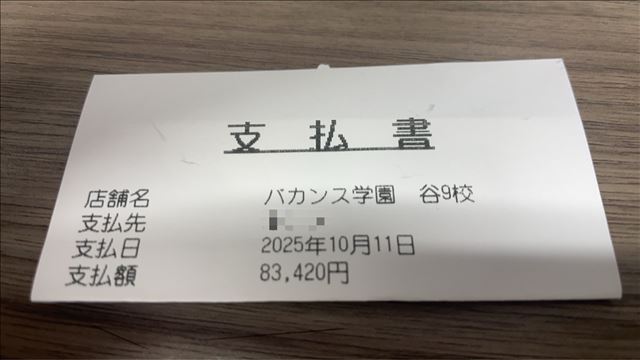 支払書
店舗名 バカンス学園 谷9校
支払先
支払日 2025年10月11日
支払額 83,420円